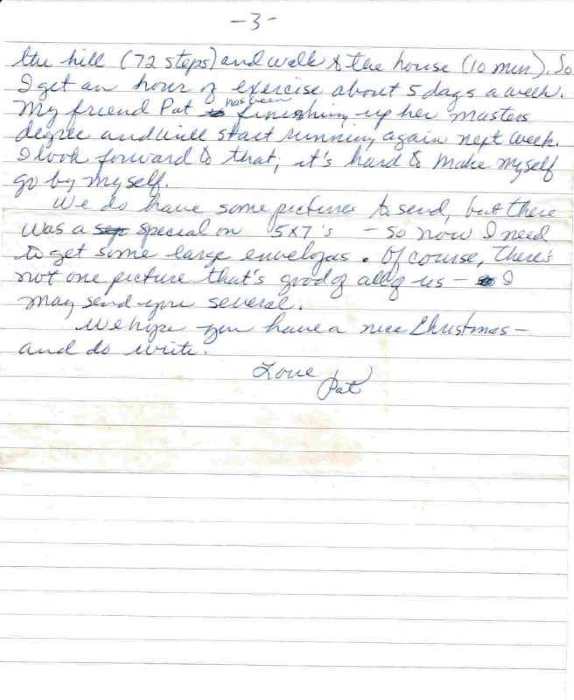 -3-
the hill (72 steps) and walk to the house (10 min). So
I get an hour of exercise about 5 days a week.
My friend Pat has been finishing up her masters
degree and will start running again next week.
I look forward to that, it's hard to make myself
go by myself.
We do have some pictures to send, but there
was a special on 5x7's - so now I need
to get some large envelopes. Of course, there's
not one picture that's good of all of us - I
may send you several.
We hope you have a nice Christmas -
and do write.
Love
Pat